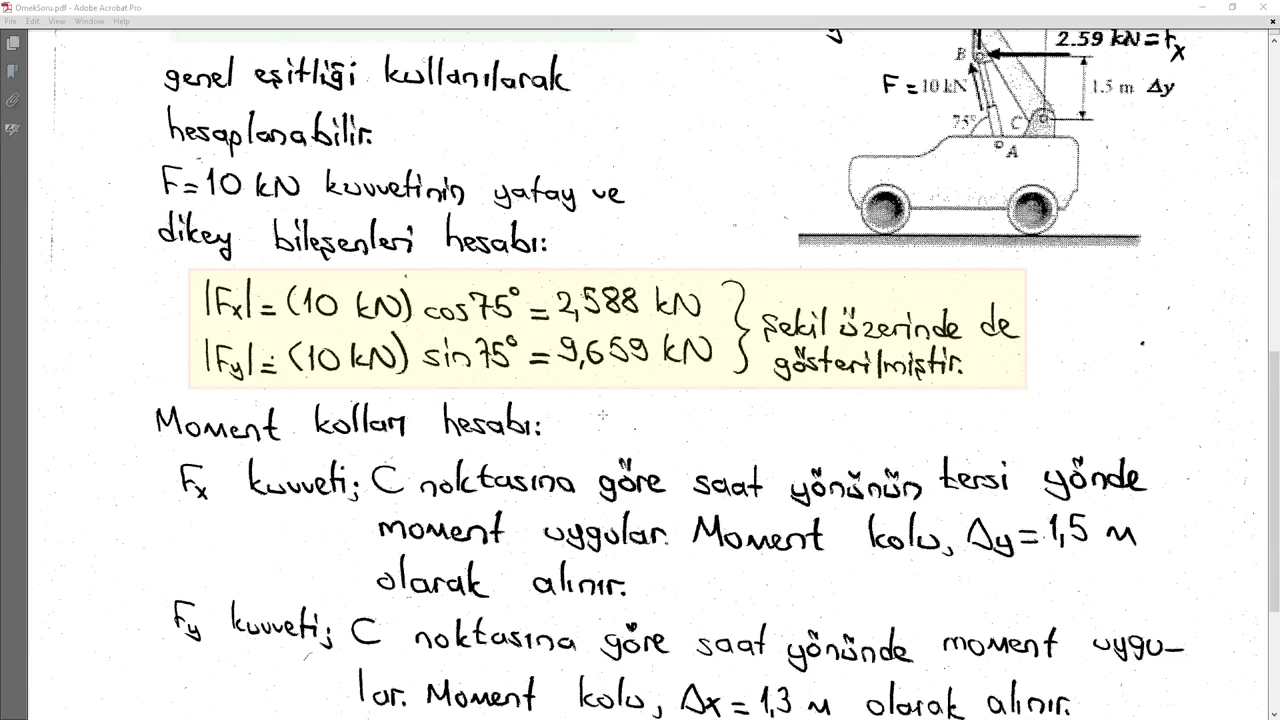 OrnekSoru.pdf - Adobe Acrobat Pro
File Edit View Window Help
genel eşitliği kullanılarak
hesaplanabilir.
F=10 kN kuvvetinin yatay ve
dikey bileşenleri hesabı:
|Fx| = (10 kN) cos75° = 2,588 kN
|Fy| = (10 kN) sin75° = 9,659 kN
şekil üzerinde de
gösterilmiştir.
y
2.59 kN = Fx
B
F = 10 kN
1.5 m Δy
75°
C
A
Moment kolları hesabı:
Fx kuvveti; C noktasına göre saat yönünün tersi yönde
moment uygular. Moment kolu, Δy = 1,5 m
olarak alınır.
Fy kuvveti; C noktasına göre saat yönünde moment uygu-
lar. Moment kolu, Δx = 1,3 m olarak alınır.